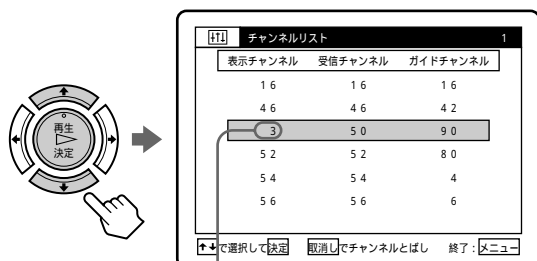 チャンネルリスト 1
表示チャンネル 受信チャンネル ガイドチャンネル
16 16 16
46 46 42
3 50 90
52 52 80
54 54 4
56 56 6
再生
決定
↑↓で選択して決定 取消しでチャンネルとばし 終了:メニュー